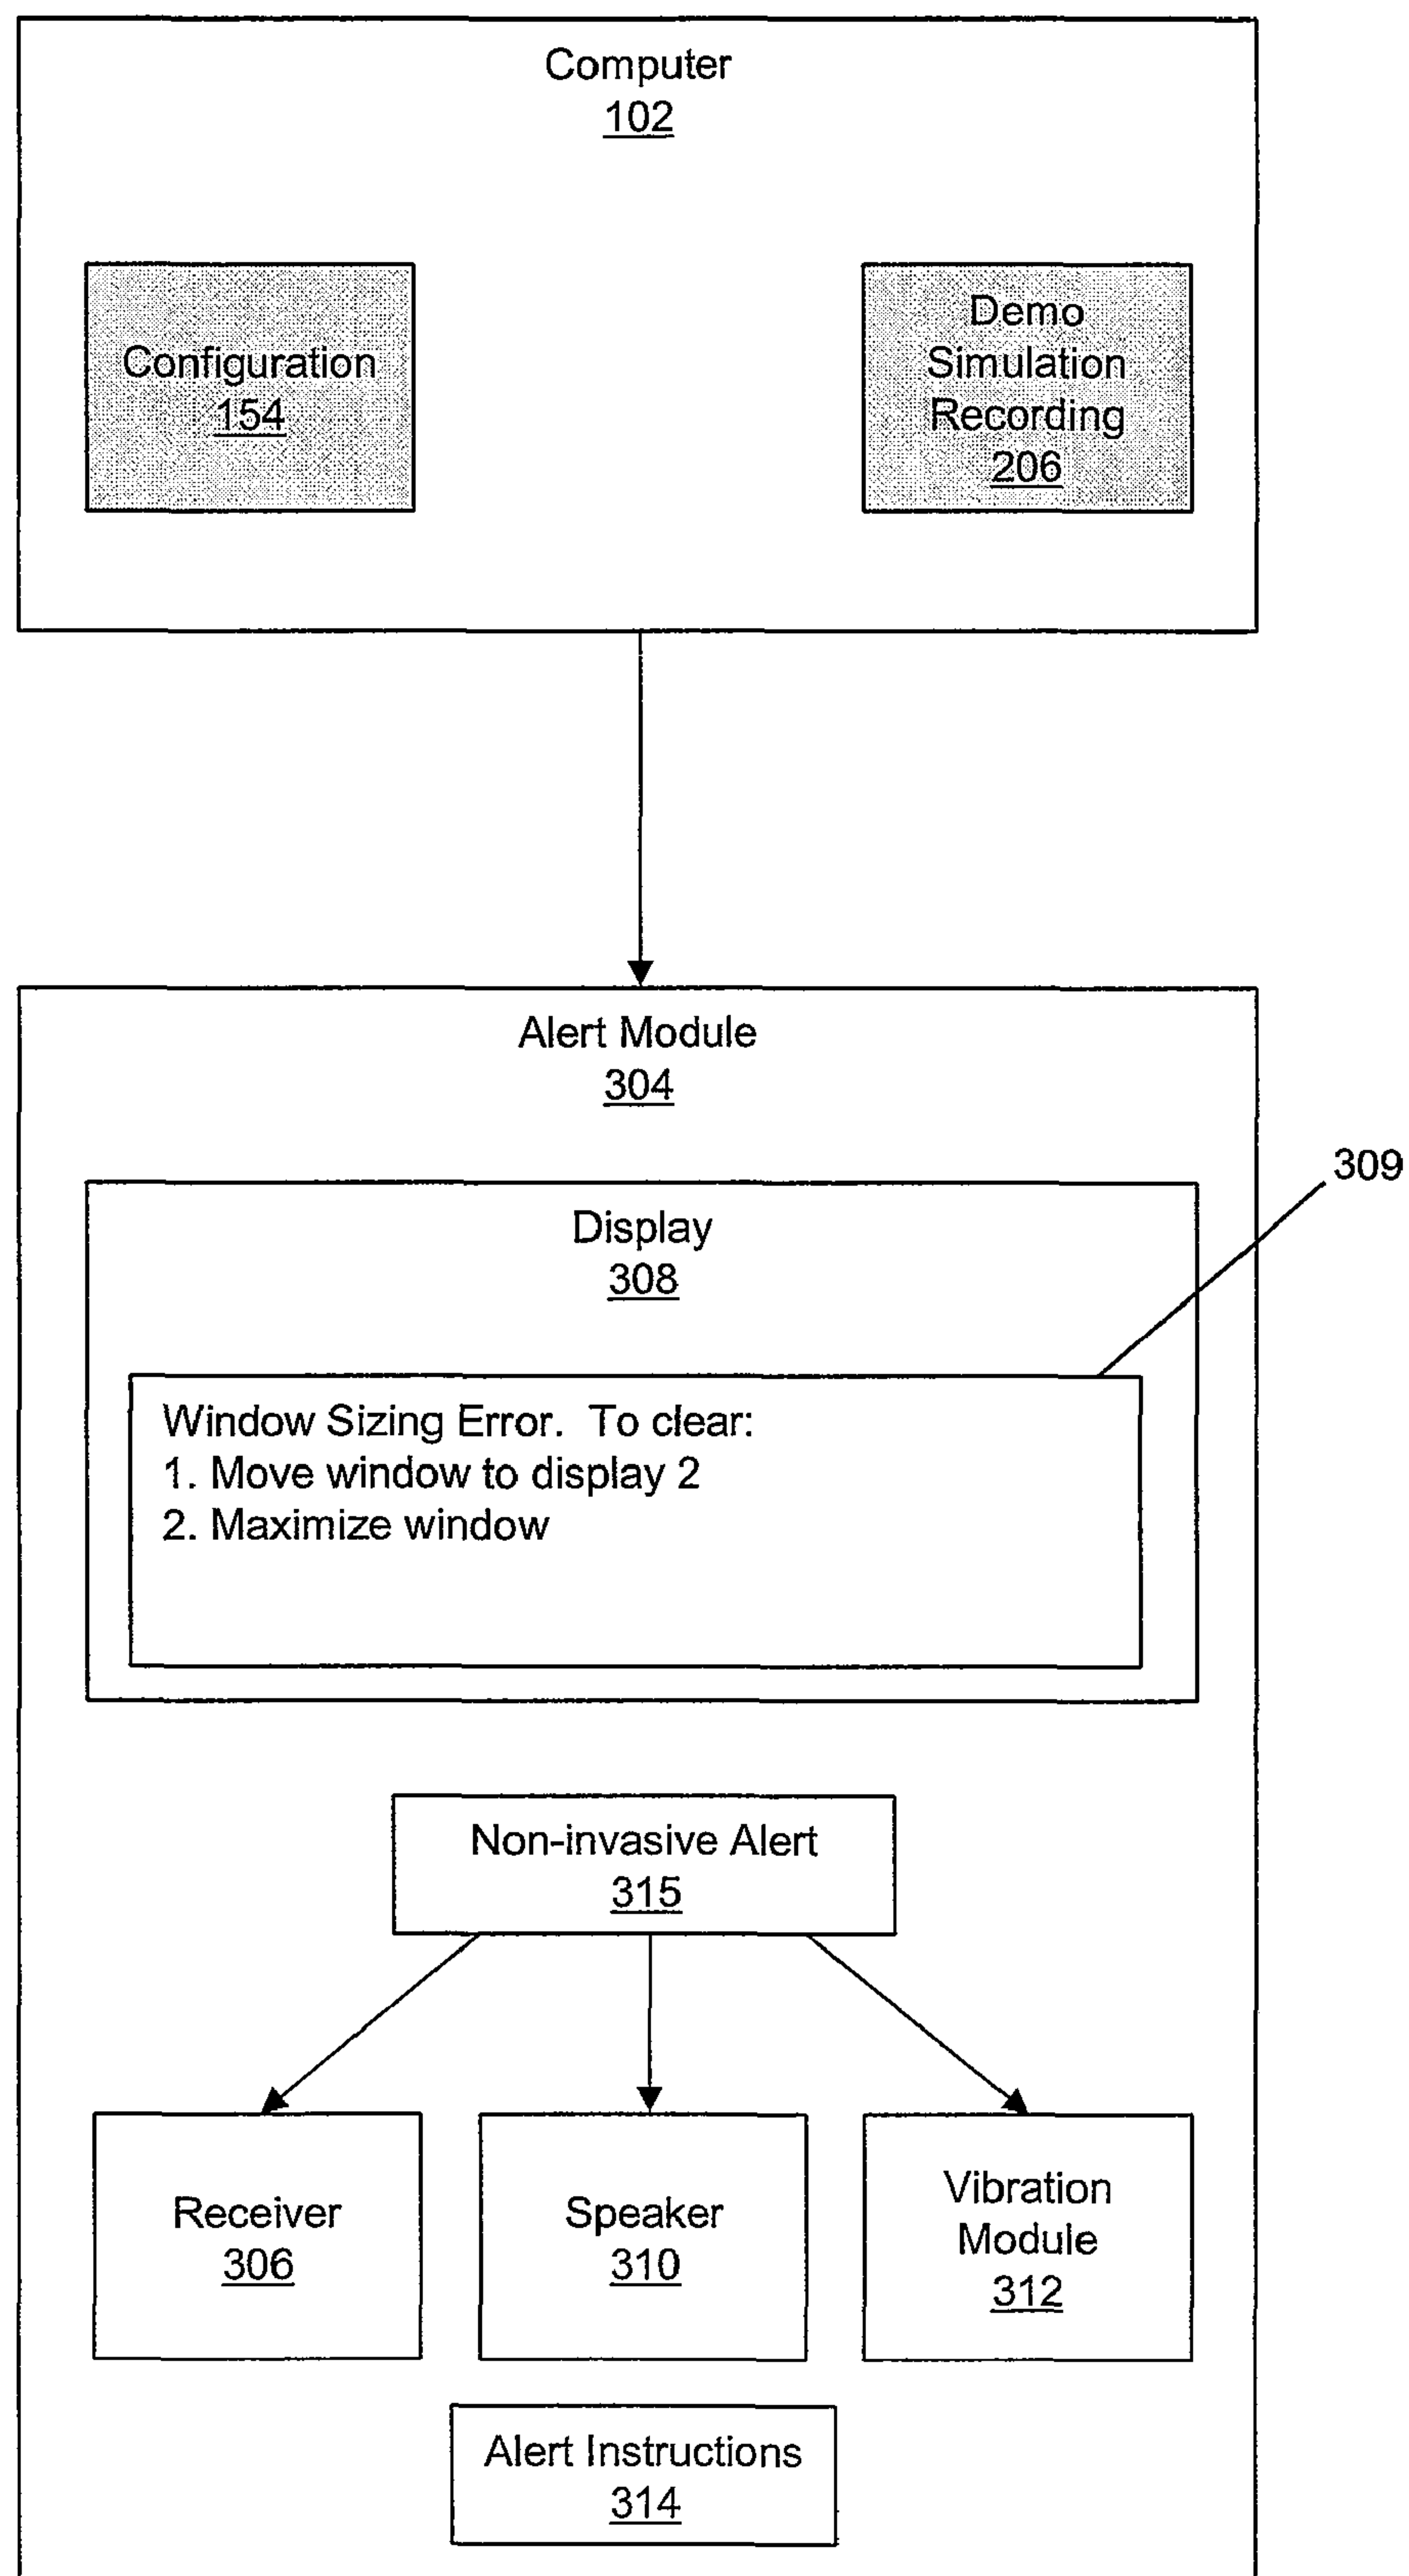 Computer
102
Configuration
154
Demo
Simulation
Recording
206
Alert Module
304
309
Display
308
Window Sizing Error.  To clear:
1. Move window to display 2
2. Maximize window
Non-invasive Alert
315
Receiver
306
Speaker
310
Vibration
Module
312
Alert Instructions
314